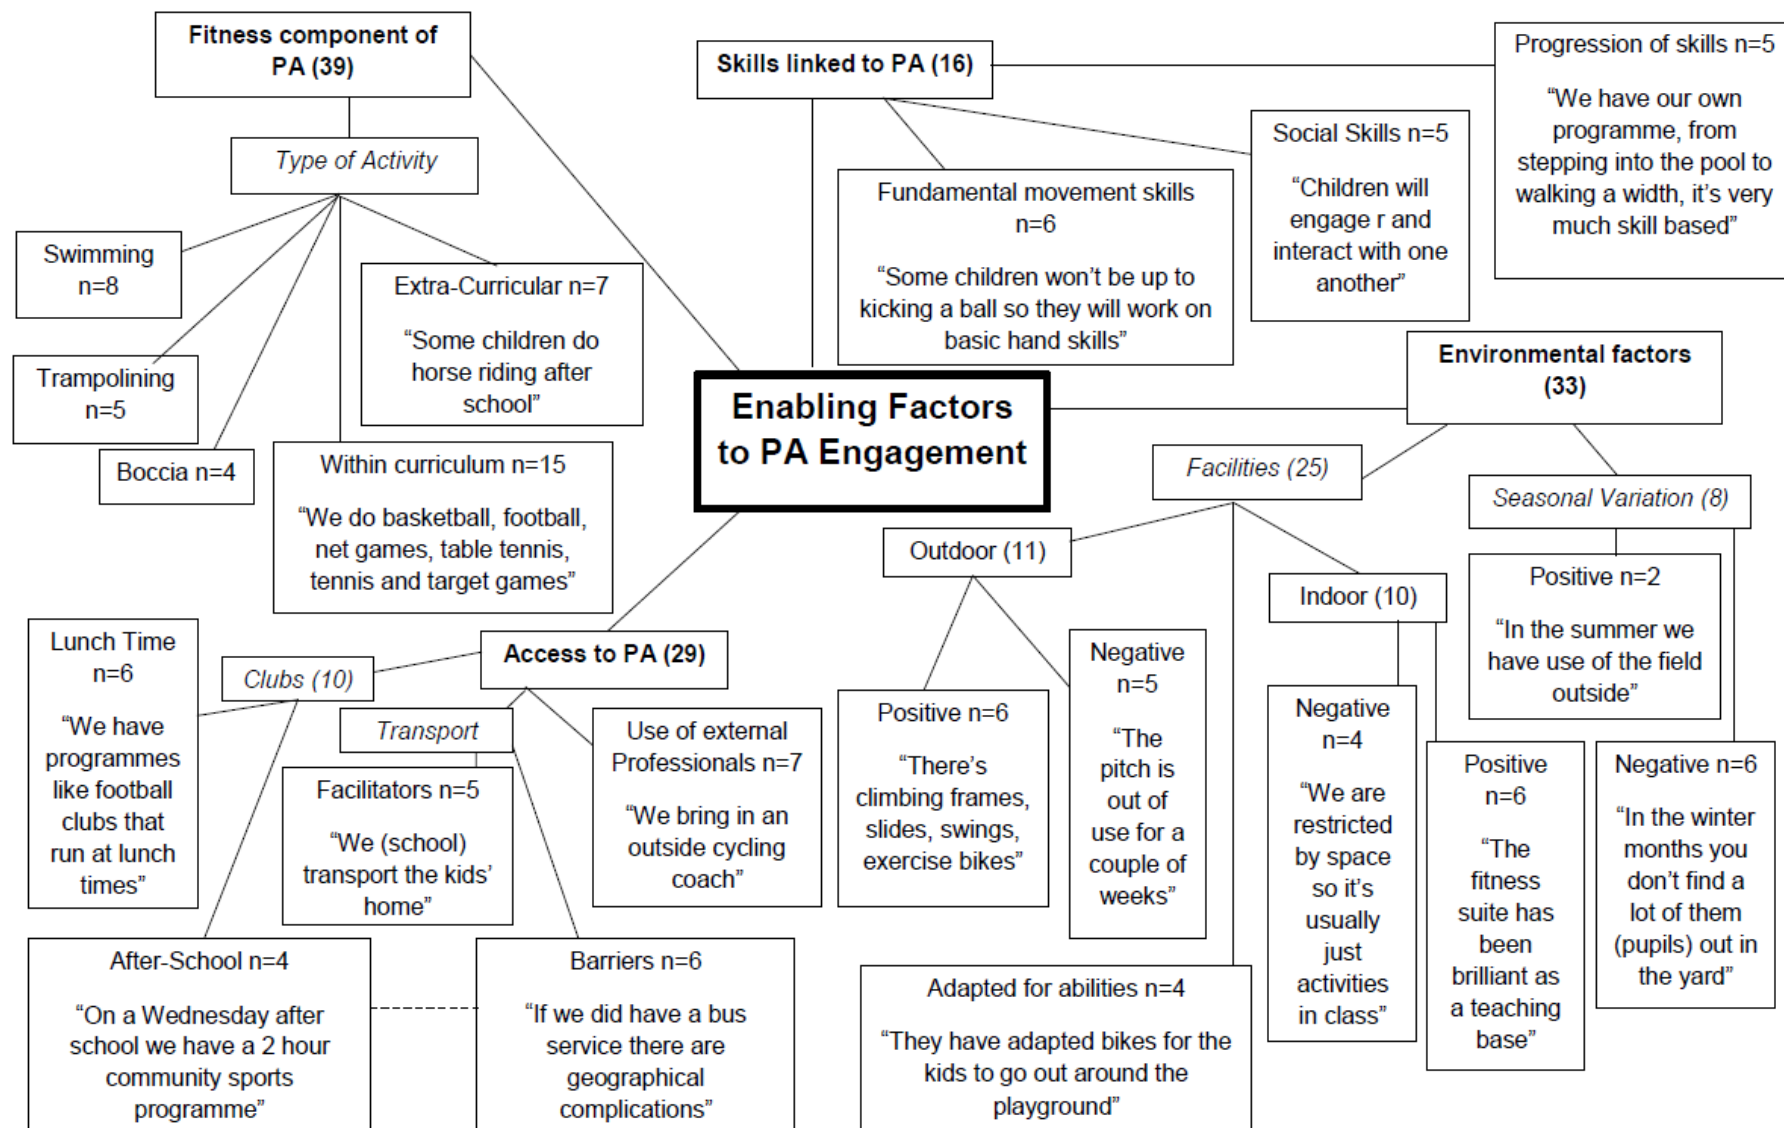 Fitness component of
PA (39)
Type of Activity
Swimming
n=8
Trampolining
n=5
Boccia n=4
Within curriculum n=15
“We do basketball, football,
net games, table tennis,
tennis and target games”
Extra-Curricular n=7
“Some children do
horse riding after
school”
Skills linked to PA (16)
Fundamental movement skills
n=6
“Some children won’t be up to
kicking a ball so they will work on
basic hand skills”
Social Skills n=5
“Children will
engage r and
interact with one
another”
Progression of skills n=5
“We have our own
programme, from
stepping into the pool to
walking a width, it’s very
much skill based”
Enabling Factors
to PA Engagement
Environmental factors
(33)
Facilities (25)
Seasonal Variation (8)
Outdoor (11)
Positive n=6
“There’s
climbing frames,
slides, swings,
exercise bikes”
Negative
n=5
“The
pitch is
out of
use for a
couple of
weeks”
Adapted for abilities n=4
“They have adapted bikes for the
kids to go out around the
playground”
Indoor (10)
Negative
n=4
“We are
restricted
by space
so it’s
usually
just
activities
in class”
Positive
n=6
“The
fitness
suite has
been
brilliant as
a teaching
base”
Positive n=2
“In the summer we
have use of the field
outside”
Negative n=6
“In the winter
months you
don’t find a
lot of them
(pupils) out in
the yard”
Access to PA (29)
Clubs (10)
Lunch Time
n=6
“We have
programmes
like football
clubs that
run at lunch
times”
After-School n=4
“On a Wednesday after
school we have a 2 hour
community sports
programme”
Transport
Facilitators n=5
“We (school)
transport the kids’
home”
Barriers n=6
“If we did have a bus
service there are
geographical
complications”
Use of external
Professionals n=7
“We bring in an
outside cycling
coach”